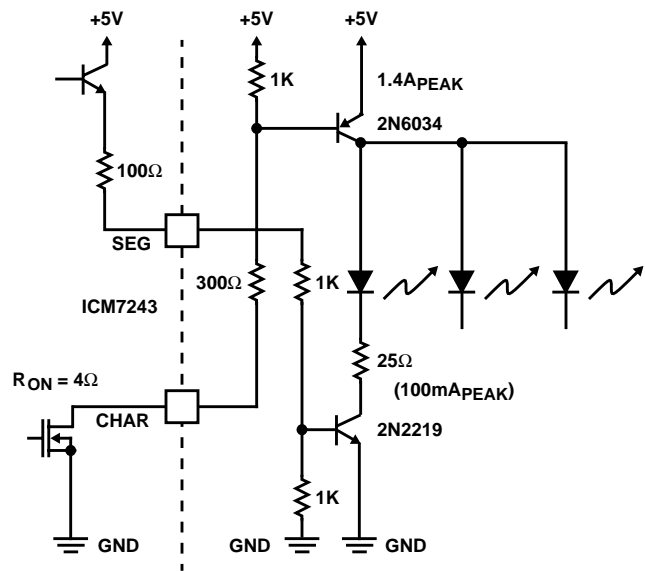 +5V
+5V
+5V
1K
1.4APEAK
2N6034
100Ω
SEG
300Ω
1K
ICM7243
25Ω
(100mAPEAK)
RON = 4Ω
CHAR
2N2219
1K
GND
GND
GND